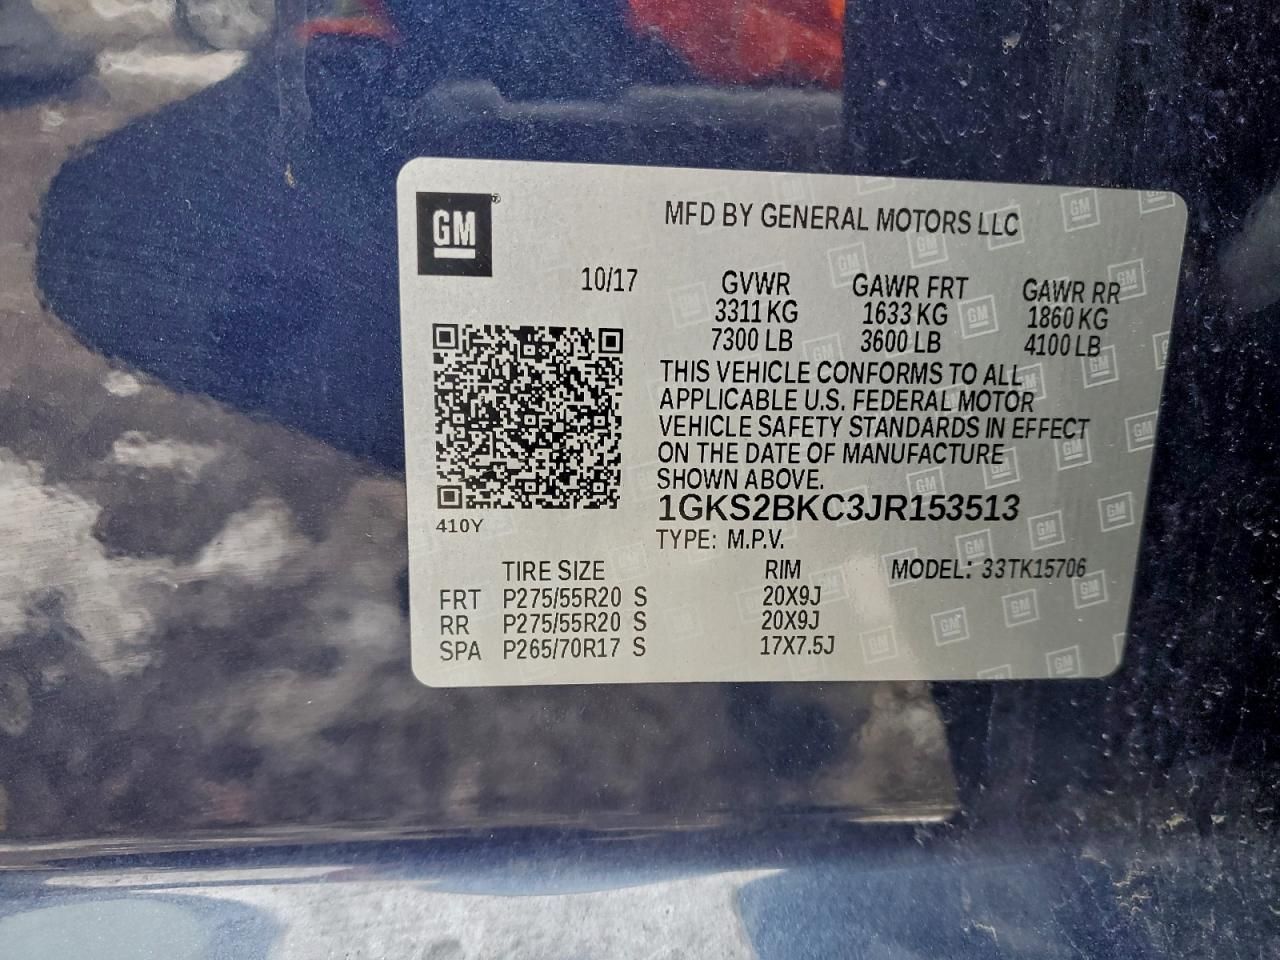 GM
MFD BY GENERAL MOTORS LLC
10/17 GVWR GAWR FRT GAWR RR
3311 KG 1633 KG 1860 KG
7300 LB 3600 LB 4100 LB
THIS VEHICLE CONFORMS TO ALL
APPLICABLE U.S. FEDERAL MOTOR
VEHICLE SAFETY STANDARDS IN EFFECT
ON THE DATE OF MANUFACTURE
SHOWN ABOVE.
1GKS2BKC3JR153513
410Y
TYPE: M.P.V.
TIRE SIZE RIM MODEL: 33TK15706
FRT P275/55R20 S 20X9J
RR P275/55R20 S 20X9J
SPA P265/70R17 S 17X7.5J